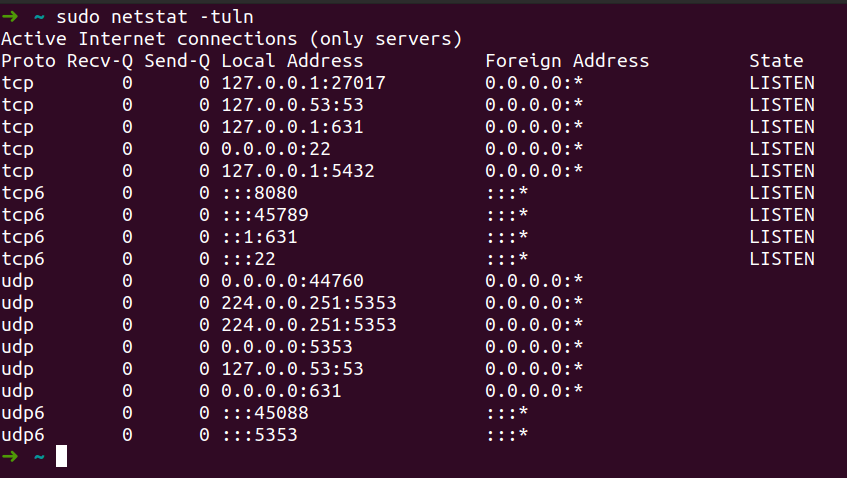 ➜ ~ sudo netstat -tuln
Active Internet connections (only servers)
Proto Recv-Q Send-Q Local Address           Foreign Address         State
tcp        0      0 127.0.0.1:27017         0.0.0.0:*               LISTEN
tcp        0      0 127.0.0.53:53           0.0.0.0:*               LISTEN
tcp        0      0 127.0.0.1:631           0.0.0.0:*               LISTEN
tcp        0      0 0.0.0.0:22              0.0.0.0:*               LISTEN
tcp        0      0 127.0.0.1:5432          0.0.0.0:*               LISTEN
tcp6       0      0 :::8080                 :::*                    LISTEN
tcp6       0      0 :::45789                :::*                    LISTEN
tcp6       0      0 ::1:631                 :::*                    LISTEN
tcp6       0      0 :::22                   :::*                    LISTEN
udp        0      0 0.0.0.0:44760           0.0.0.0:*
udp        0      0 224.0.0.251:5353        0.0.0.0:*
udp        0      0 224.0.0.251:5353        0.0.0.0:*
udp        0      0 0.0.0.0:5353            0.0.0.0:*
udp        0      0 127.0.0.53:53           0.0.0.0:*
udp        0      0 0.0.0.0:631             0.0.0.0:*
udp6       0      0 :::45088                :::*
udp6       0      0 :::5353                 :::*
➜ ~